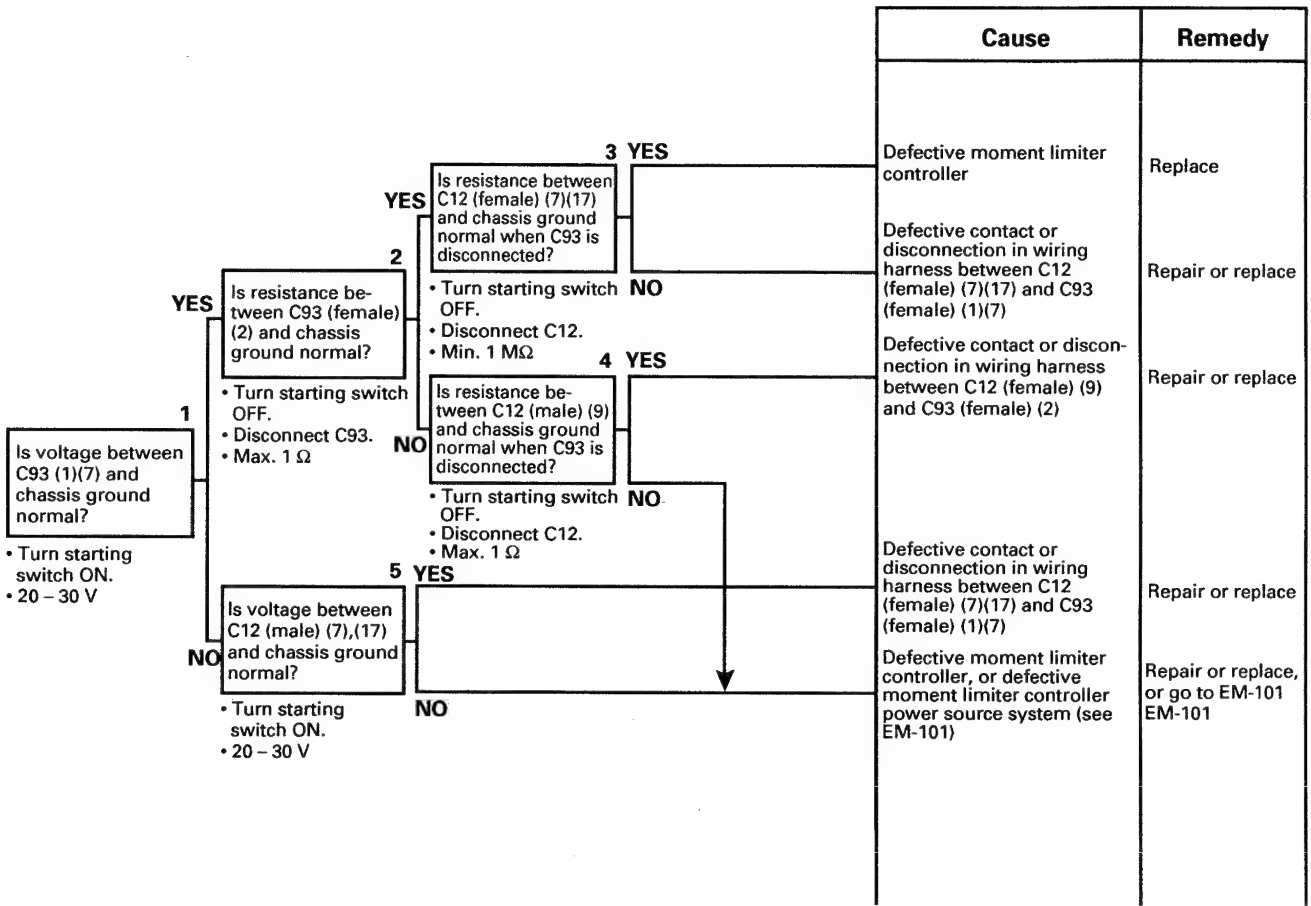 Cause
Remedy
1
Is voltage between
C93 (1)(7) and
chassis ground
normal?
• Turn starting
switch ON.
• 20 – 30 V
YES
2
Is resistance be-
tween C93 (female)
(2) and chassis
ground normal?
• Turn starting switch
OFF.
• Disconnect C93.
• Max. 1 Ω
YES
3
Is resistance between
C12 (female) (7)(17)
and chassis ground
normal when C93 is
disconnected?
• Turn starting switch
OFF.
• Disconnect C12.
• Min. 1 MΩ
YES
Defective moment limiter
controller
Replace
NO
Defective contact or
disconnection in wiring
harness between C12
(female) (7)(17) and C93
(female) (1)(7)
Repair or replace
NO
4
Is resistance be-
tween C12 (male) (9)
and chassis ground
normal when C93 is
disconnected?
• Turn starting switch
OFF.
• Disconnect C12.
• Max. 1 Ω
YES
Defective contact or discon-
nection in wiring harness
between C12 (female) (9)
and C93 (female) (2)
Repair or replace
NO
NO
5
Is voltage between
C12 (male) (7),(17)
and chassis ground
normal?
• Turn starting
switch ON.
• 20 – 30 V
YES
Defective contact or
disconnection in wiring
harness between C12
(female) (7)(17) and C93
(female) (1)(7)
Repair or replace
NO
Defective moment limiter
controller, or defective
moment limiter controller
power source system (see
EM-101)
Repair or replace,
or go to EM-101
EM-101